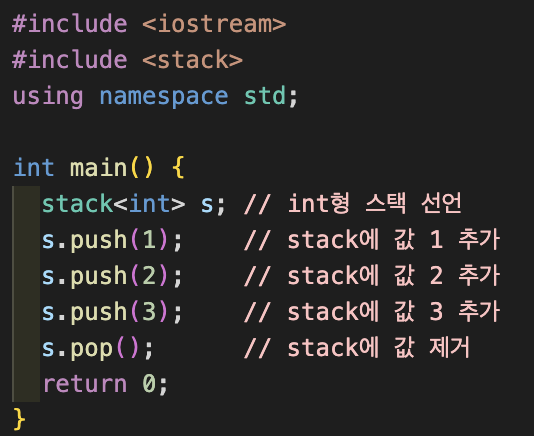 #include <iostream>
#include <stack>
using namespace std;

int main() {
  stack<int> s; // int형 스택 선언
  s.push(1);    // stack에 값 1 추가
  s.push(2);    // stack에 값 2 추가
  s.push(3);    // stack에 값 3 추가
  s.pop();      // stack에 값 제거
  return 0;
}